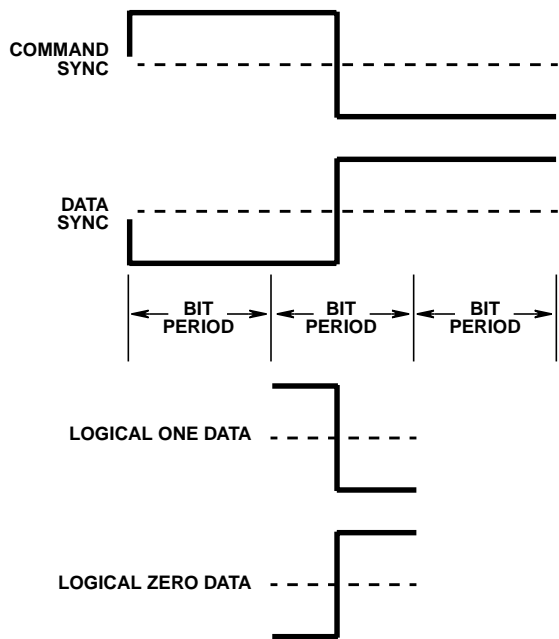 COMMAND
SYNC
DATA
SYNC
BIT
PERIOD
BIT
PERIOD
BIT
PERIOD
LOGICAL ONE DATA
LOGICAL ZERO DATA